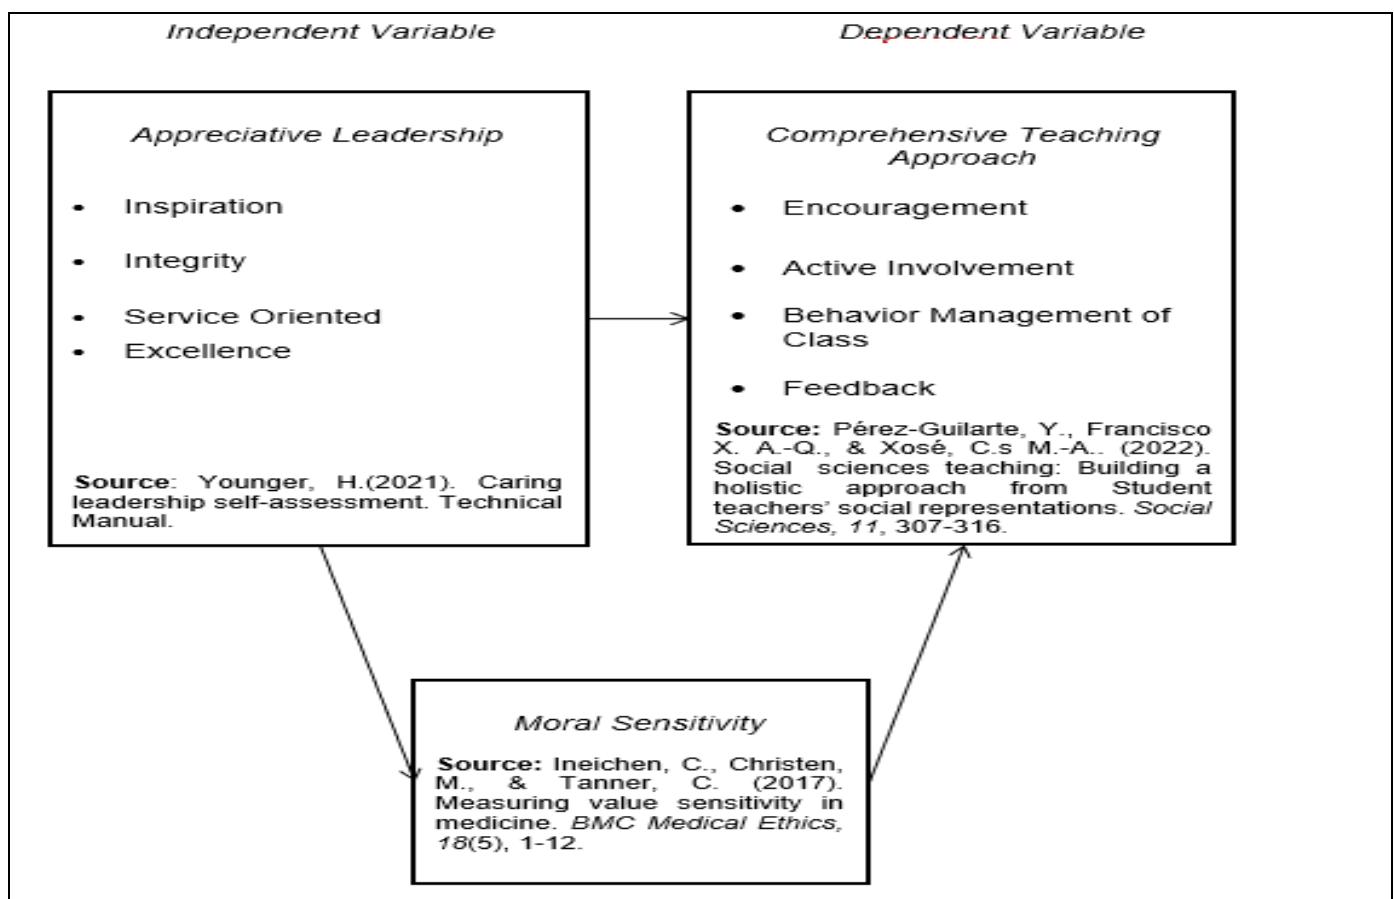 Independent Variable
Dependent Variable
Appreciative Leadership
• Inspiration
• Integrity
• Service Oriented
• Excellence
Source: Younger, H.(2021). Caring
leadership self-assessment. Technical
Manual.
Comprehensive Teaching
Approach
• Encouragement
• Active Involvement
• Behavior Management of
Class
• Feedback
Source: Pérez-Guilarte, Y., Francisco
X. A.-Q., & Xosé, C.s M.-A.. (2022).
Social sciences teaching: Building a
holistic approach from Student
teachers’ social representations. Social
Sciences, 11, 307-316.
Moral Sensitivity
Source: Ineichen, C., Christen,
M., & Tanner, C. (2017).
Measuring value sensitivity in
medicine. BMC Medical Ethics,
18(5), 1-12.